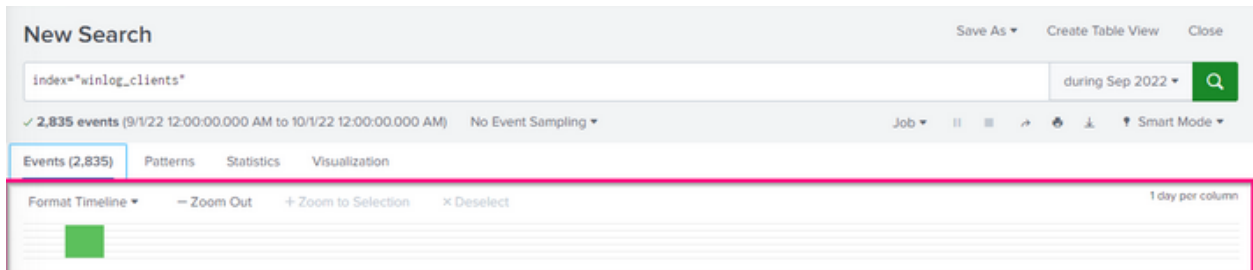 New Search
Save As ▾ Create Table View Close
index="winlog_clients"
during Sep 2022 ▾
✓ 2,835 events (9/1/22 12:00:00.000 AM to 10/1/22 12:00:00.000 AM) No Event Sampling ▾
Job ▾ Smart Mode ▾
Events (2,835) Patterns Statistics Visualization
Format Timeline ▾ — Zoom Out + Zoom to Selection × Deselect
1 day per column